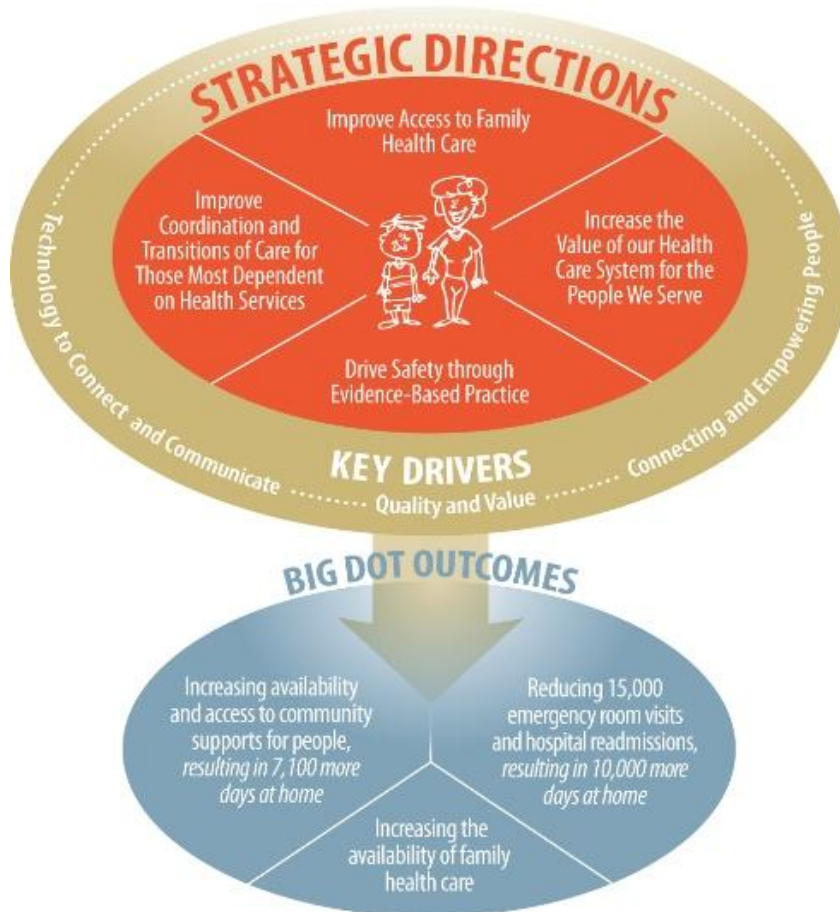 STRATEGIC DIRECTIONS
Improve Access to Family
Health Care
Improve
Coordination and
Transitions of Care for
Those Most Dependent
on Health Services
Increase the
Value of our Health
Care System for the
People We Serve
Drive Safety through
Evidence-Based Practice
KEY DRIVERS
Technology to Connect and Communicate
Quality and Value
Connecting and Empowering People
BIG DOT OUTCOMES
Increasing availability
and access to community
supports for people,
resulting in 7,100 more
days at home
Reducing 15,000
emergency room visits
and hospital readmissions,
resulting in 10,000 more
days at home
Increasing the
availability of family
health care